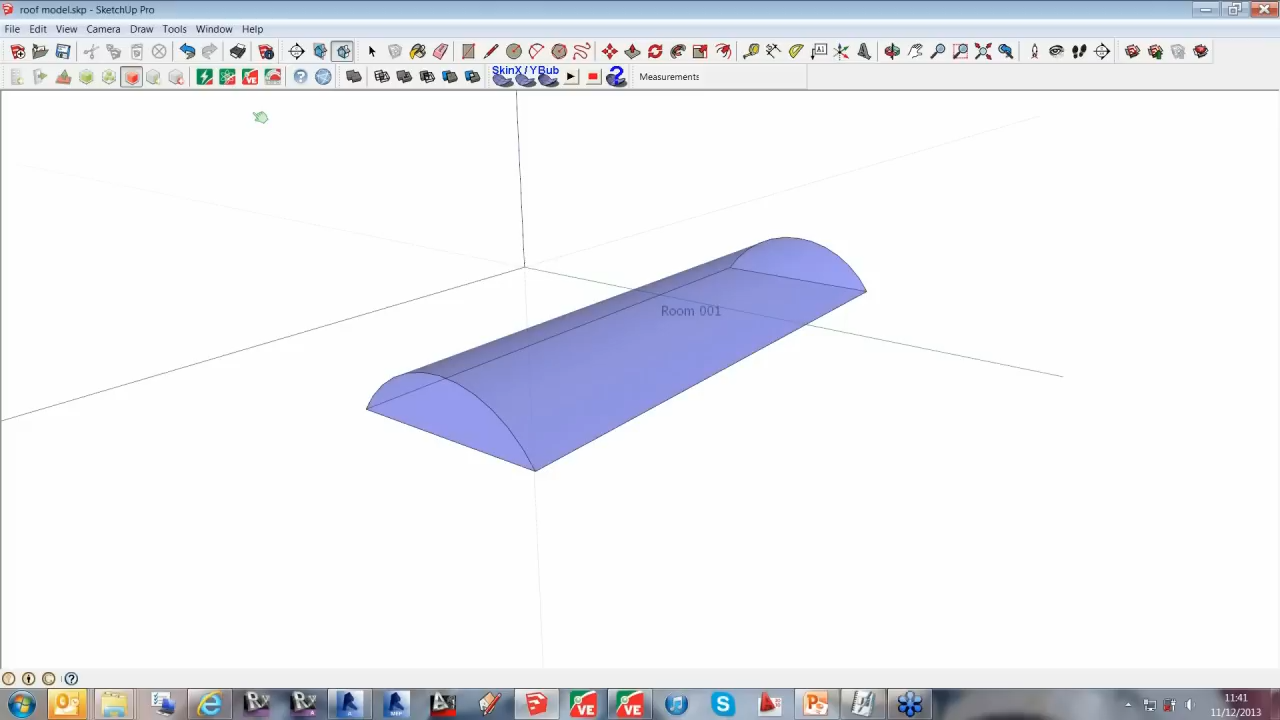 roof model.skp - SketchUp Pro
File Edit View Camera Draw Tools Window Help
SkinX / YBub
Measurements
Room 001
VE VE
11:41
11/12/2013